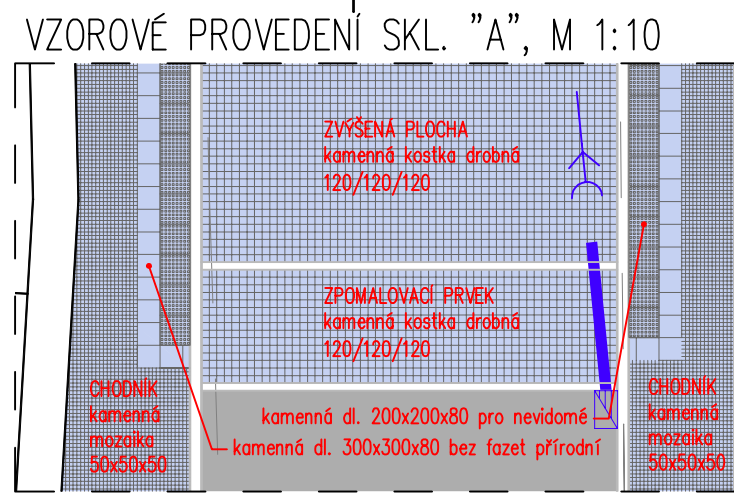 VZOROVÉ PROVEDENÍ SKL. "A", M 1:10
ZVÝŠENÁ PLOCHA
kamenná kostka drobná
120/120/120
ZPOMALOVACÍ PRVEK
kamenná kostka drobná
120/120/120
CHODNÍK
kamenná
mozaika
50x50x50
kamenná dl. 200x200x80 pro nevidomé
kamenná dl. 300x300x80 bez fazet přírodní
CHODNÍK
kamenná
mozaika
50x50x50